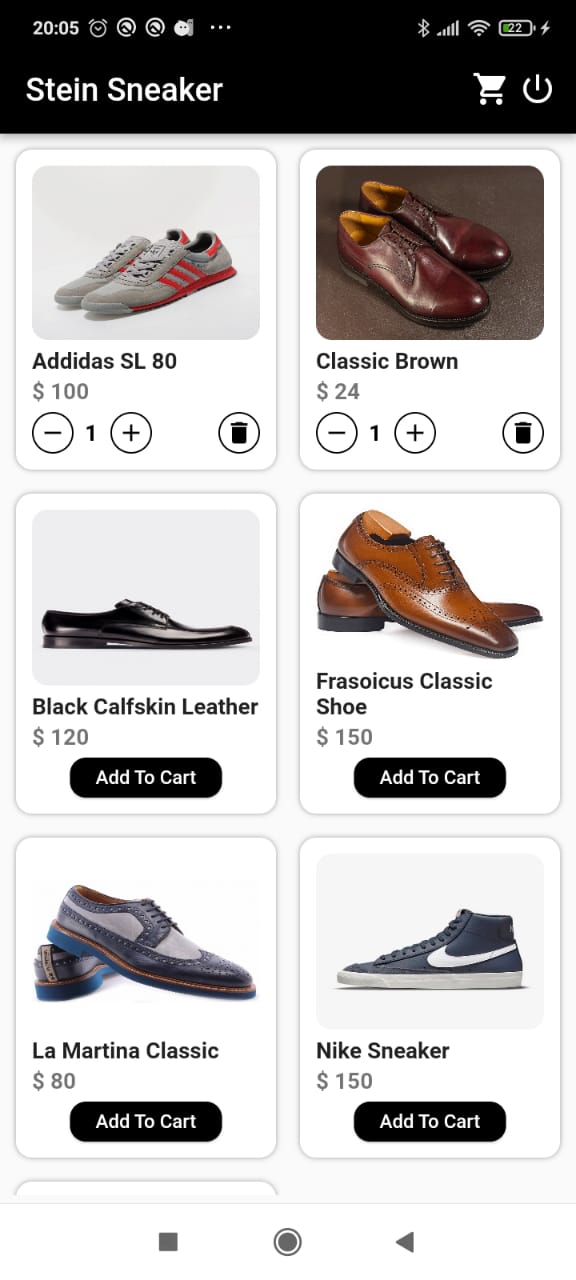 20:05
22
Stein Sneaker
Addidas SL 80
$ 100
1
Classic Brown
$ 24
1
Black Calfskin Leather
$ 120
Add To Cart
Frasoicus Classic
Shoe
$ 150
Add To Cart
La Martina Classic
$ 80
Add To Cart
Nike Sneaker
$ 150
Add To Cart